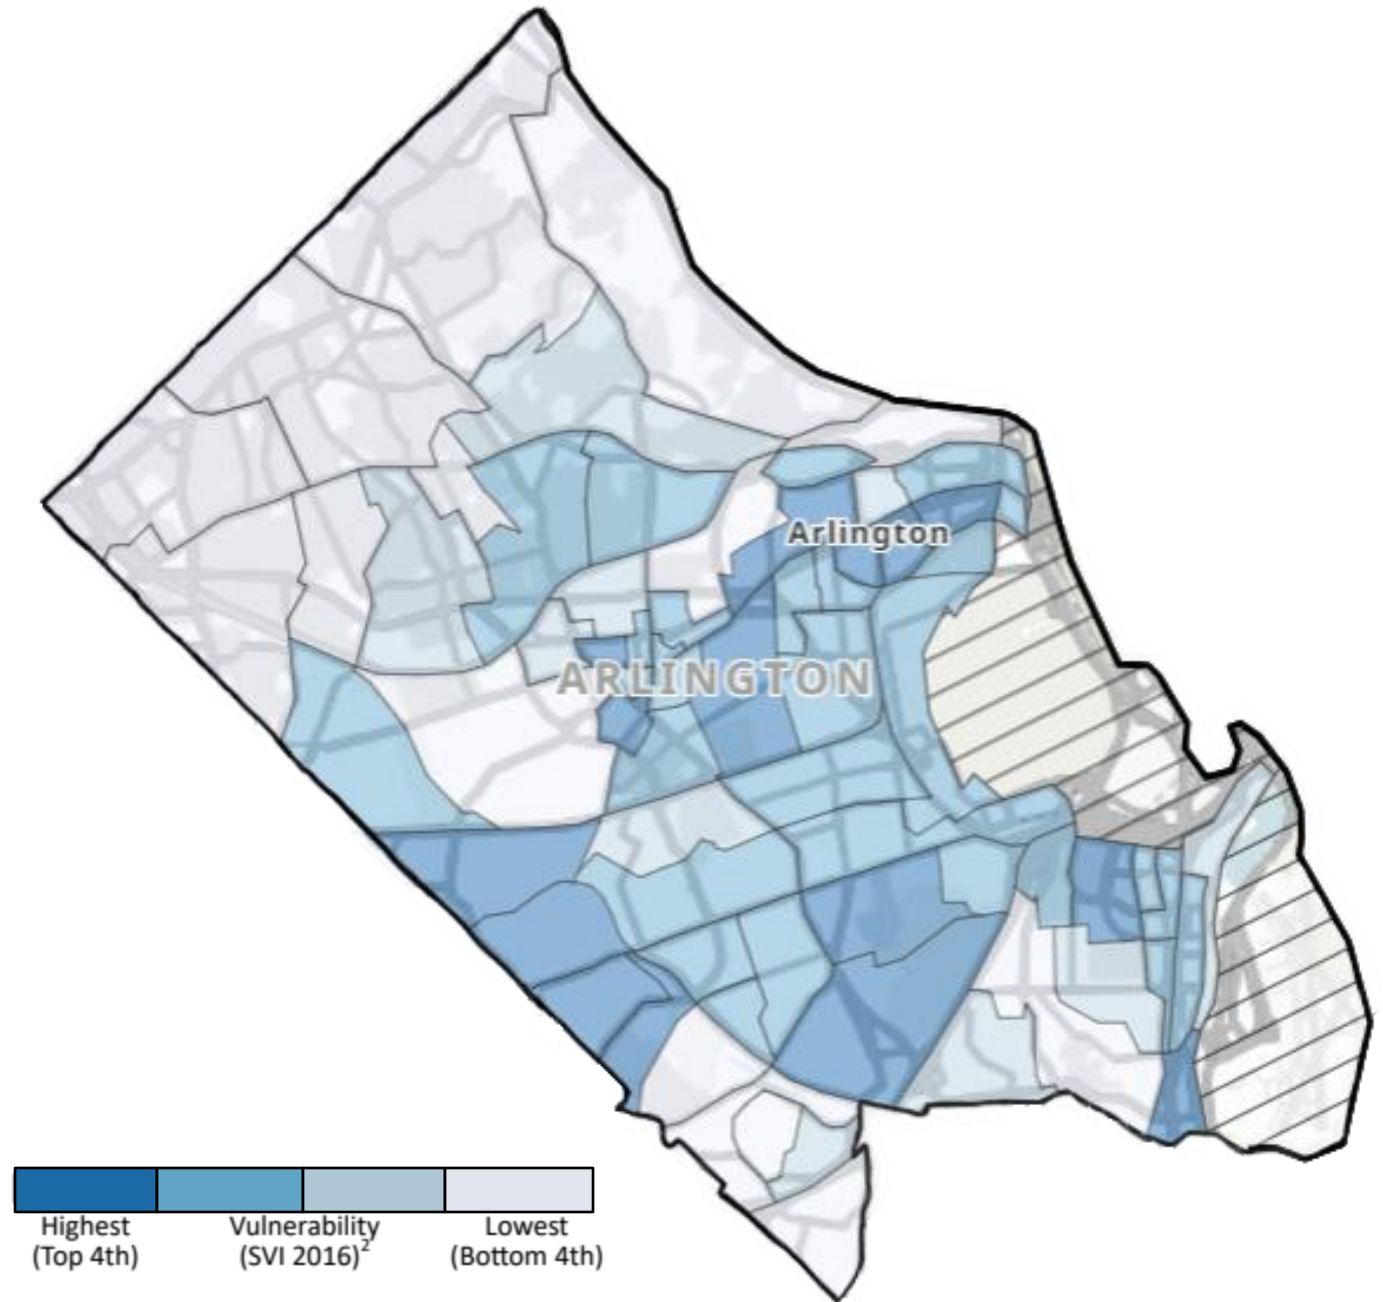 Arlington
ARLINGTON
Highest
(Top 4th)
Vulnerability
(SVI 2016)²
Lowest
(Bottom 4th)